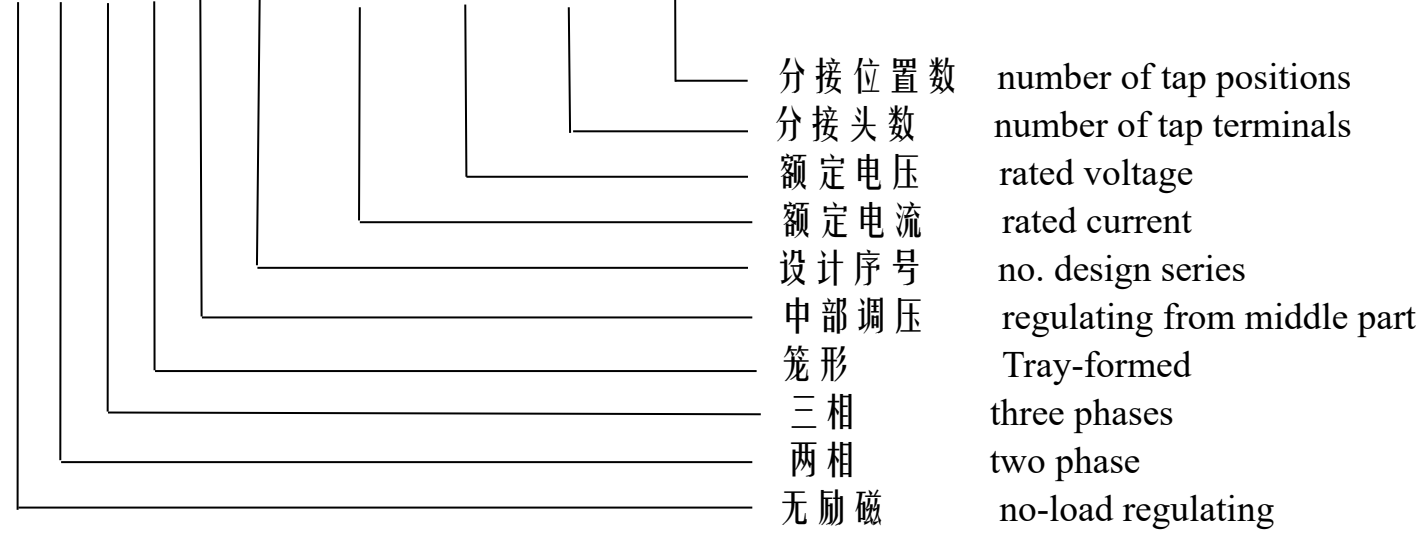 分接位置数 number of tap positions
分接头数 number of tap terminals
额定电压 rated voltage
额定电流 rated current
设计序号 no. design series
中部调压 regulating from middle part
笼形 Tray-formed
三相 three phases
两相 two phase
无励磁 no-load regulating